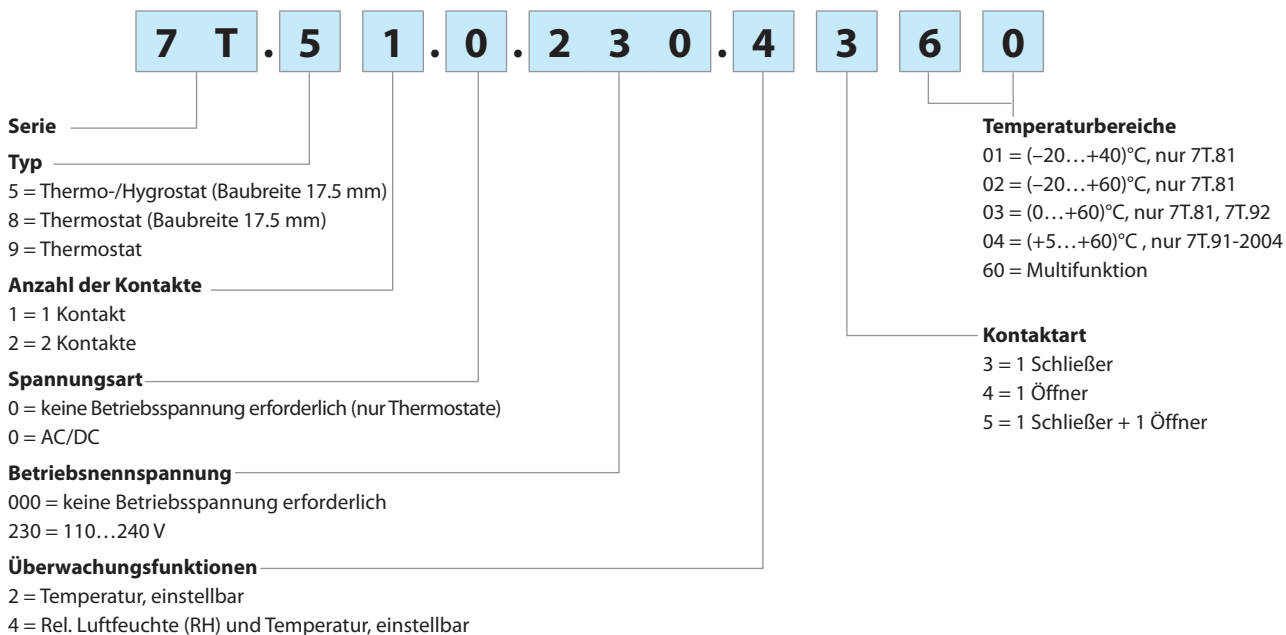 7 T . 5 1 . 0 . 2 3 0 . 4 3 6 0
Serie
Typ
5 = Thermo-/Hygrostat (Baubreite 17.5 mm)
8 = Thermostat (Baubreite 17.5 mm)
9 = Thermostat
Anzahl der Kontakte
1 = 1 Kontakt
2 = 2 Kontakte
Spannungsart
0 = keine Betriebsspannung erforderlich (nur Thermostate)
0 = AC/DC
Betriebsnennspannung
000 = keine Betriebsspannung erforderlich
230 = 110…240 V
Überwachungsfunktionen
2 = Temperatur, einstellbar
4 = Rel. Luftfeuchte (RH) und Temperatur, einstellbar
Temperaturbereiche
01 = (–20…+40)°C, nur 7T.81
02 = (–20…+60)°C, nur 7T.81
03 = (0…+60)°C, nur 7T.81, 7T.92
04 = (+5…+60)°C , nur 7T.91-2004
60 = Multifunktion
Kontaktart
3 = 1 Schließer
4 = 1 Öffner
5 = 1 Schließer + 1 Öffner